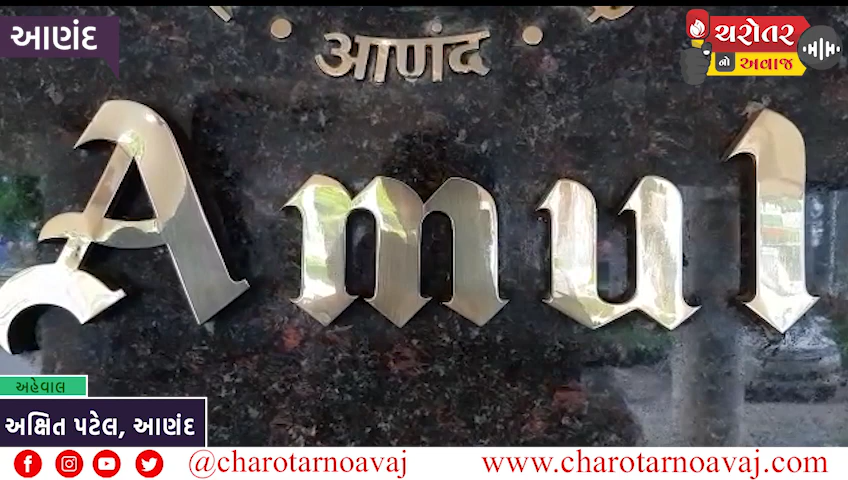 આણંદ
आणंद
ચરોતર
નો અવાજ
Amul
અહેવાલ
અક્ષિત પટેલ, આણંદ
@charotarnoavaj
www.charotarnoavaj.com